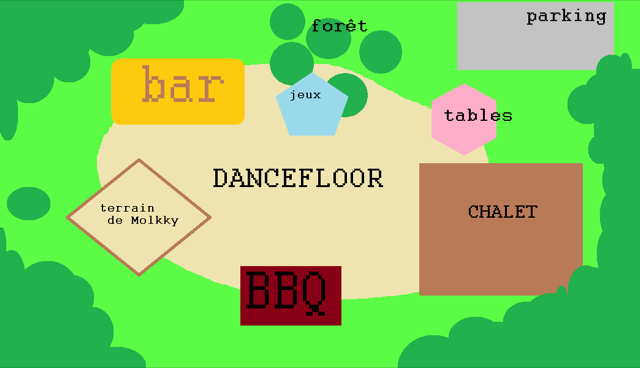 parking
forêt
bar
jeux
tables
DANCEFLOOR
terrain
de Molkky
CHALET
BBQ